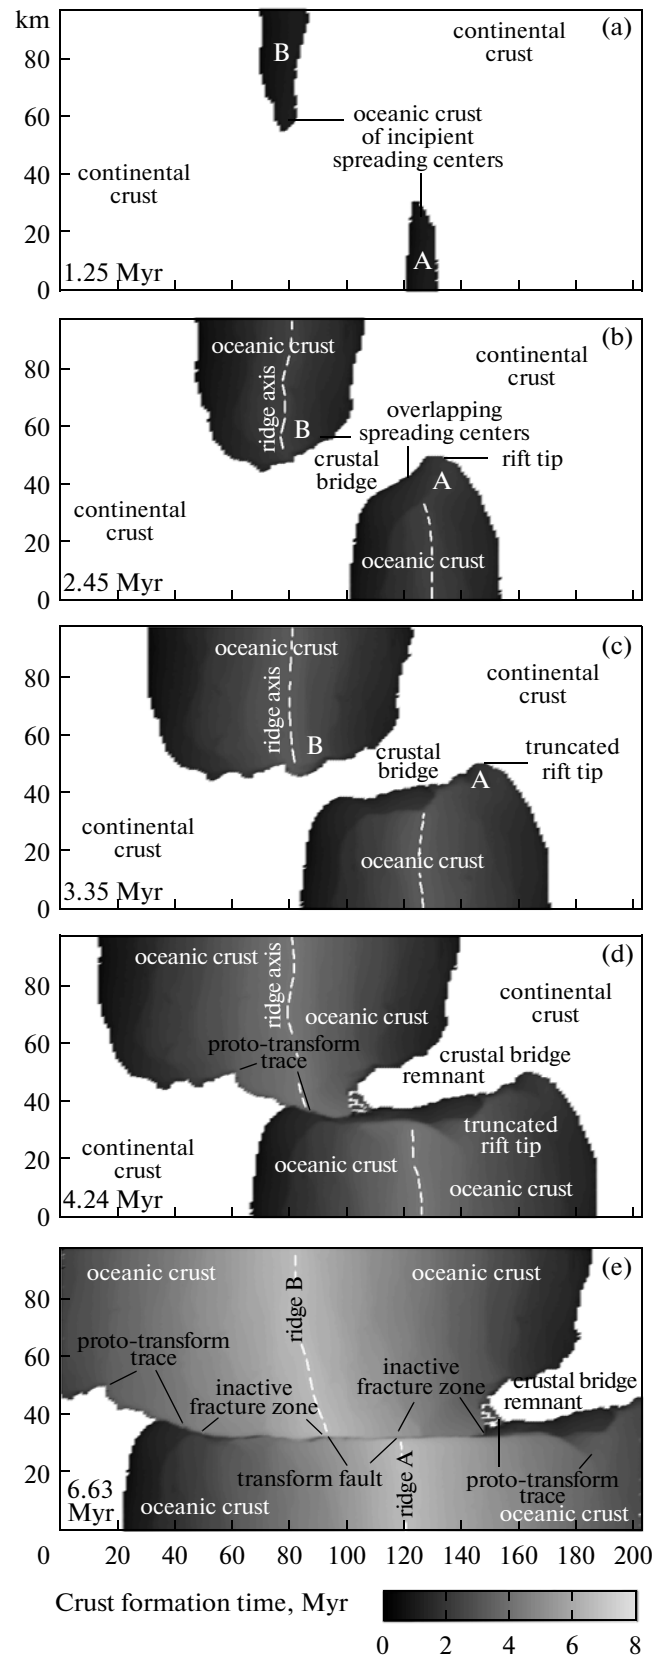 km
(a)
continental
crust
B
80
60
oceanic crust
of incipient
spreading centers
continental
crust
40
20
A
1.25 Myr
0
(b)
oceanic crust
continental
crust
80
ridge axis
B
60
overlapping
spreading centers
crustal
bridge
rift tip
40
A
continental
crust
20
oceanic crust
2.45 Myr
0
(c)
oceanic crust
continental
crust
80
ridge axis
B
60
crustal
bridge
truncated
rift tip
A
40
continental
crust
20
oceanic crust
3.35 Myr
0
(d)
oceanic crust
ridge axis
80
continental
crust
oceanic crust
60
proto-transform
trace
crustal bridge
remnant
40
truncated
rift tip
continental
crust
20
oceanic crust
oceanic crust
4.24 Myr
0
(e)
oceanic crust
oceanic crust
80
ridge B
proto-transform
trace
60
inactive
fracture zone
inactive
fracture zone
crustal bridge
remnant
40
transform fault
ridge A
proto-transform
trace
20
6.63
Myr
oceanic crust
oceanic crust
0 20 40 60 80 100 120 140 160 180 200
Crust formation time, Myr
0 2 4 6 8